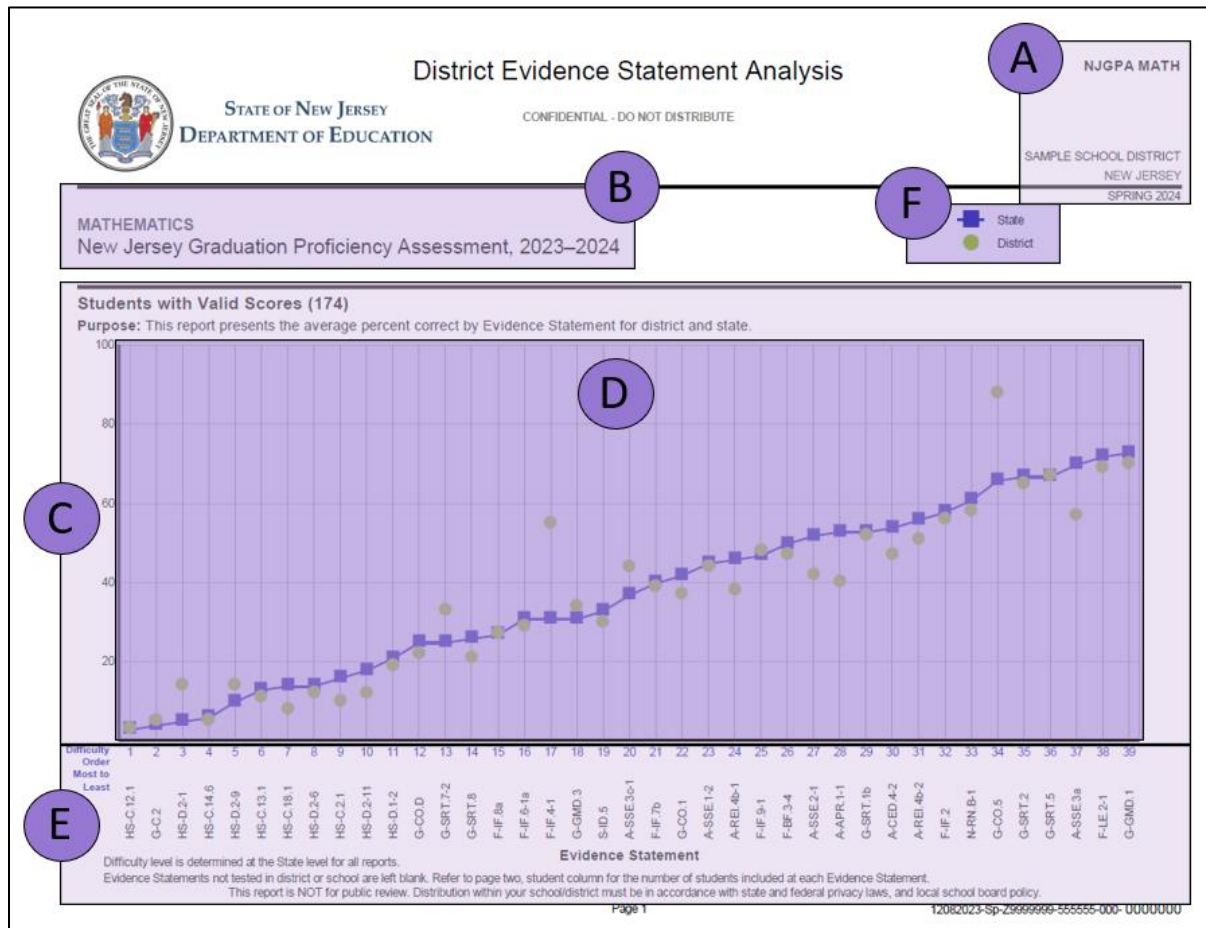 A
NJGPA MATH
District Evidence Statement Analysis
STATE OF NEW JERSEY
DEPARTMENT OF EDUCATION
CONFIDENTIAL - DO NOT DISTRIBUTE
SAMPLE SCHOOL DISTRICT
NEW JERSEY
SPRING 2024
B
F
State
District
MATHEMATICS
New Jersey Graduation Proficiency Assessment, 2023–2024
Students with Valid Scores (174)
Purpose: This report presents the average percent correct by Evidence Statement for district and state.
100
D
80
C
60
40
20
Difficulty
Order
Most to
Least
1 2 3 4 5 6 7 8 9 10 11 12 13 14 15 16 17 18 19 20 21 22 23 24 25 26 27 28 29 30 31 32 33 34 35 36 37 38 39
E
HS-C.12.1
G-C.2
HS-D.2-1
HS-C.14.6
HS-D.2-9
HS-C.13.1
HS-C.18.1
HS-D.2-6
HS-C.2.1
HS-D.2-11
HS-D.1-2
G-CO.D
G-SRT.7-2
G-SRT.8
F-IF.8a
F-IF.6-1a
F-IF.4-1
G-GMD.3
S-ID.5
A-SSE.3c-1
F-IF.7b
G-CO.1
A-SSE.1-2
A-REI.4b-1
F-IF.9-1
F-BF.3-4
A-SSE.2-1
A-APR.1-1
G-SRT.1b
A-CED.4-2
A-REI.4b-2
F-IF.2
N-RN.B-1
G-CO.5
G-SRT.2
G-SRT.5
A-SSE.3a
F-LE.2-1
G-GMD.1
Evidence Statement
Difficulty level is determined at the State level for all reports.
Evidence Statements not tested in district or school are left blank. Refer to page two, student column for the number of students included at each Evidence Statement.
This report is NOT for public review. Distribution within your school/district must be in accordance with state and federal privacy laws, and local school board policy.
Page 1
12082023-Sp-Z9999999-555555-000- 0000000